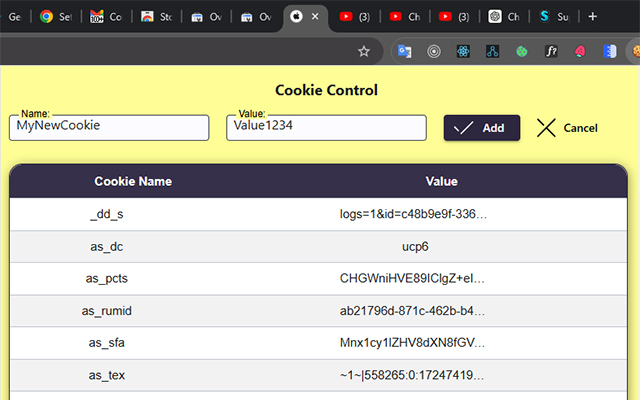 Ge Set Co Sto Ov Ov (3) Ch (3) Ch Su
Cookie Control
Name: Value:
MyNewCookie Value1234 Add Cancel
Cookie Name Value
_dd_s logs=1&id=c48b9e9f-336…
as_dc ucp6
as_pcts CHGWniHVE89IClgZ+eI…
as_rumid ab21796d-871c-462b-b4…
as_sfa Mnx1cy1lZHV8dXN8fGV…
as_tex ~1~|558265:0:17247419…